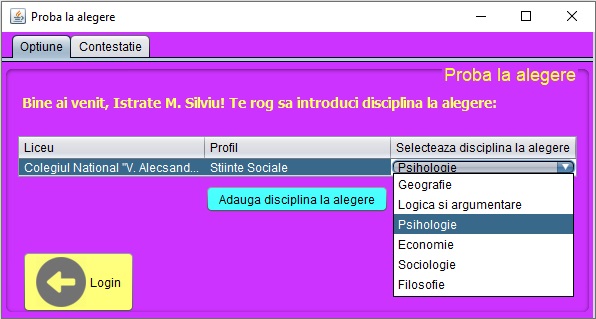 Proba la alegere
Optiune Contestatie
Proba la alegere
Bine ai venit, Istrate M. Silviu! Te rog sa introduci disciplina la alegere:
Liceu Profil Selecteaza disciplina la alegere
Colegiul National "V. Alecsand... Stiinte Sociale Psihologie
Adauga disciplina la alegere
Geografie
Logica si argumentare
Psihologie
Economie
Sociologie
Filosofie
Login